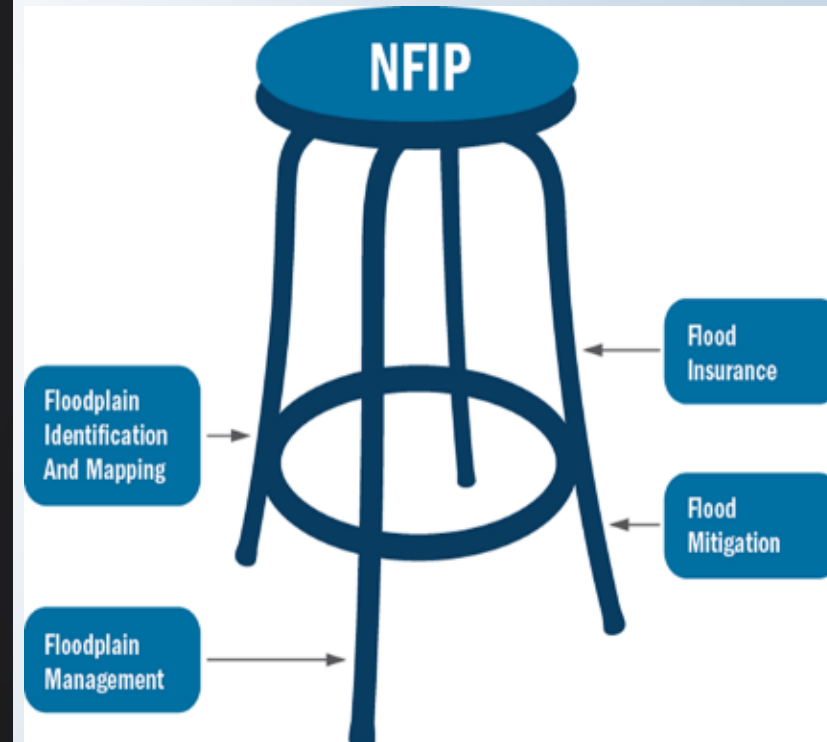 NFIP
Flood
Insurance
Floodplain
Identification
And Mapping
Flood
Mitigation
Floodplain
Management